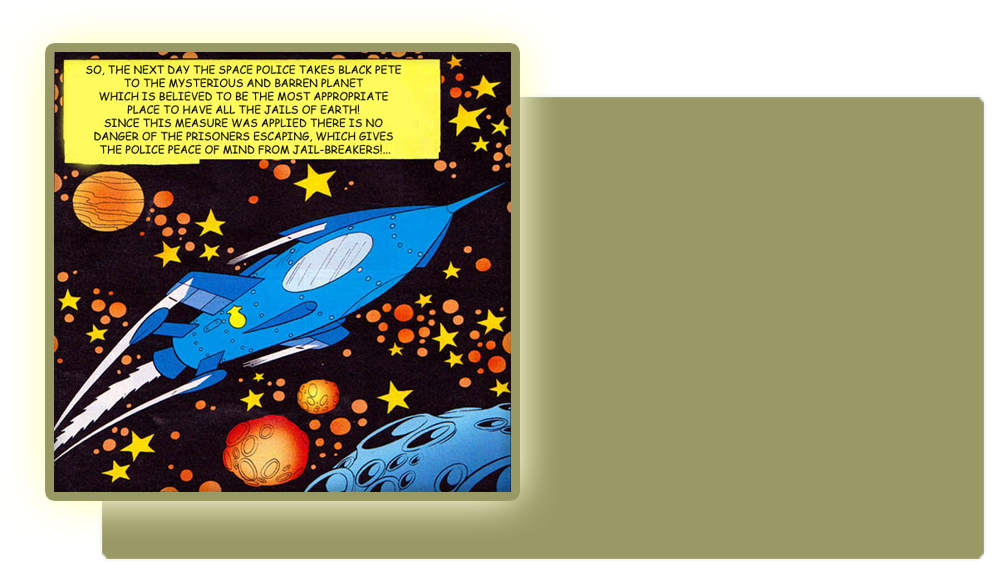 SO, THE NEXT DAY THE SPACE POLICE TAKES BLACK PETE
TO THE MYSTERIOUS AND BARREN PLANET
WHICH IS BELIEVED TO BE THE MOST APPROPRIATE
PLACE TO HAVE ALL THE JAILS OF EARTH!
SINCE THIS MEASURE WAS APPLIED THERE IS NO
DANGER OF THE PRISONERS ESCAPING, WHICH GIVES
THE POLICE PEACE OF MIND FROM JAIL-BREAKERS!...